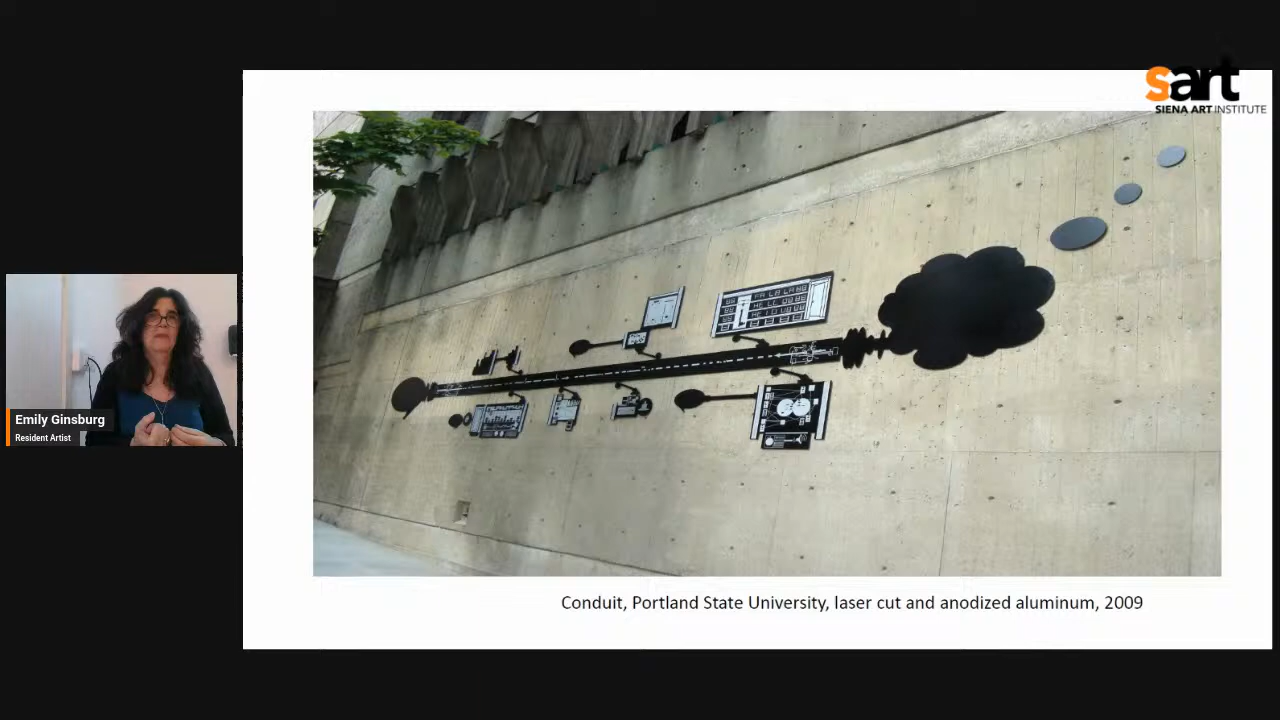 sart
SIENA ART INSTITUTE
Emily Ginsburg
Resident Artist
Conduit, Portland State University, laser cut and anodized aluminum, 2009